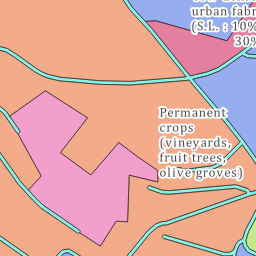 urban fabr
(S.L. : 10%
30%
Permanent
crops
(vineyards,
fruit trees,
olive groves)